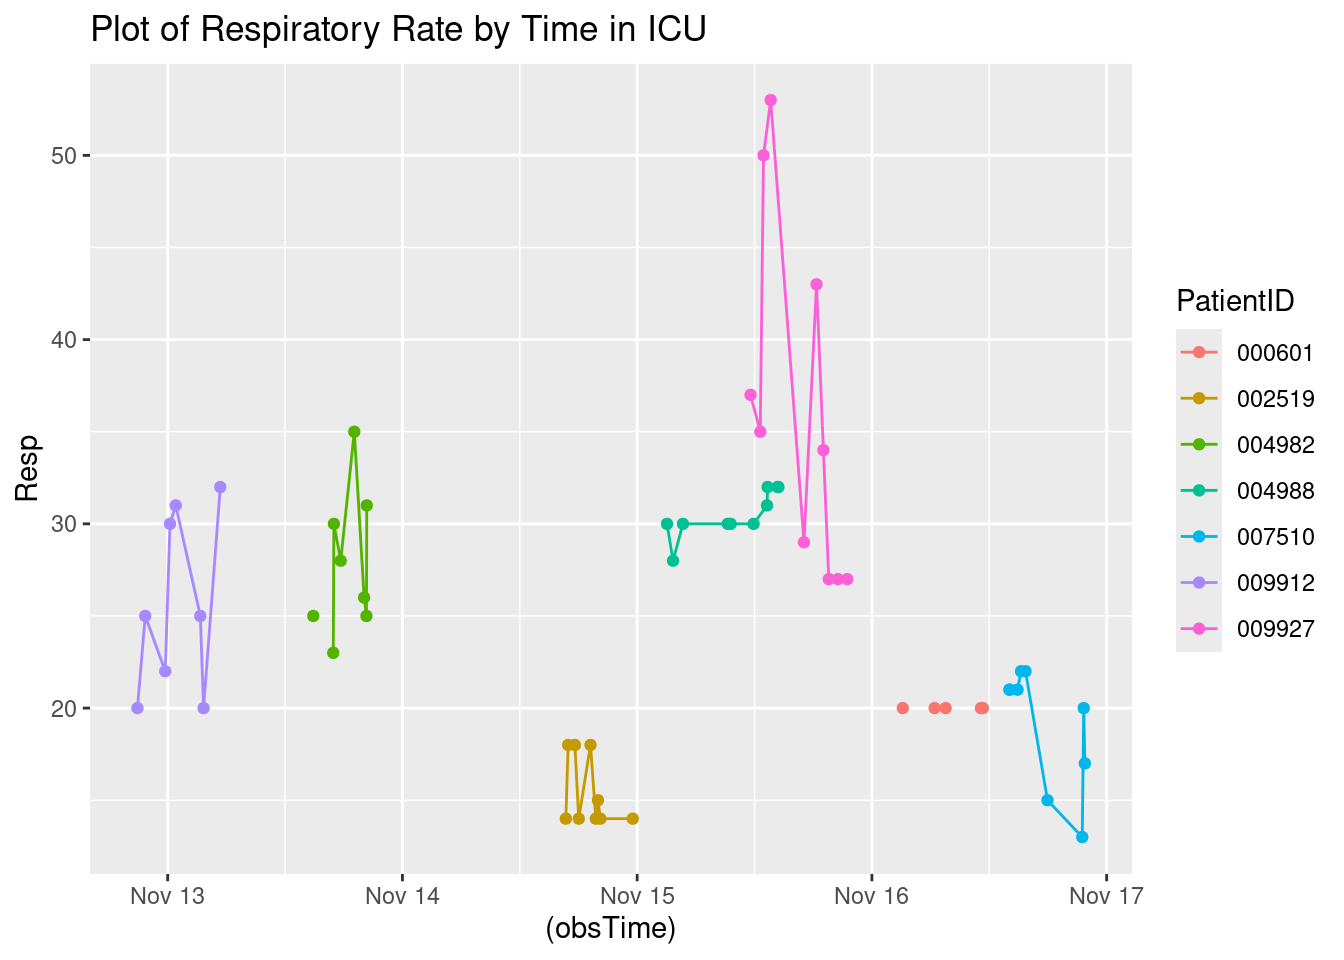 Plot of Respiratory Rate by Time in ICU
50
40
30
20
Resp
Nov 13
Nov 14
Nov 15
Nov 16
Nov 17
(obsTime)
PatientID
000601
002519
004982
004988
007510
009912
009927